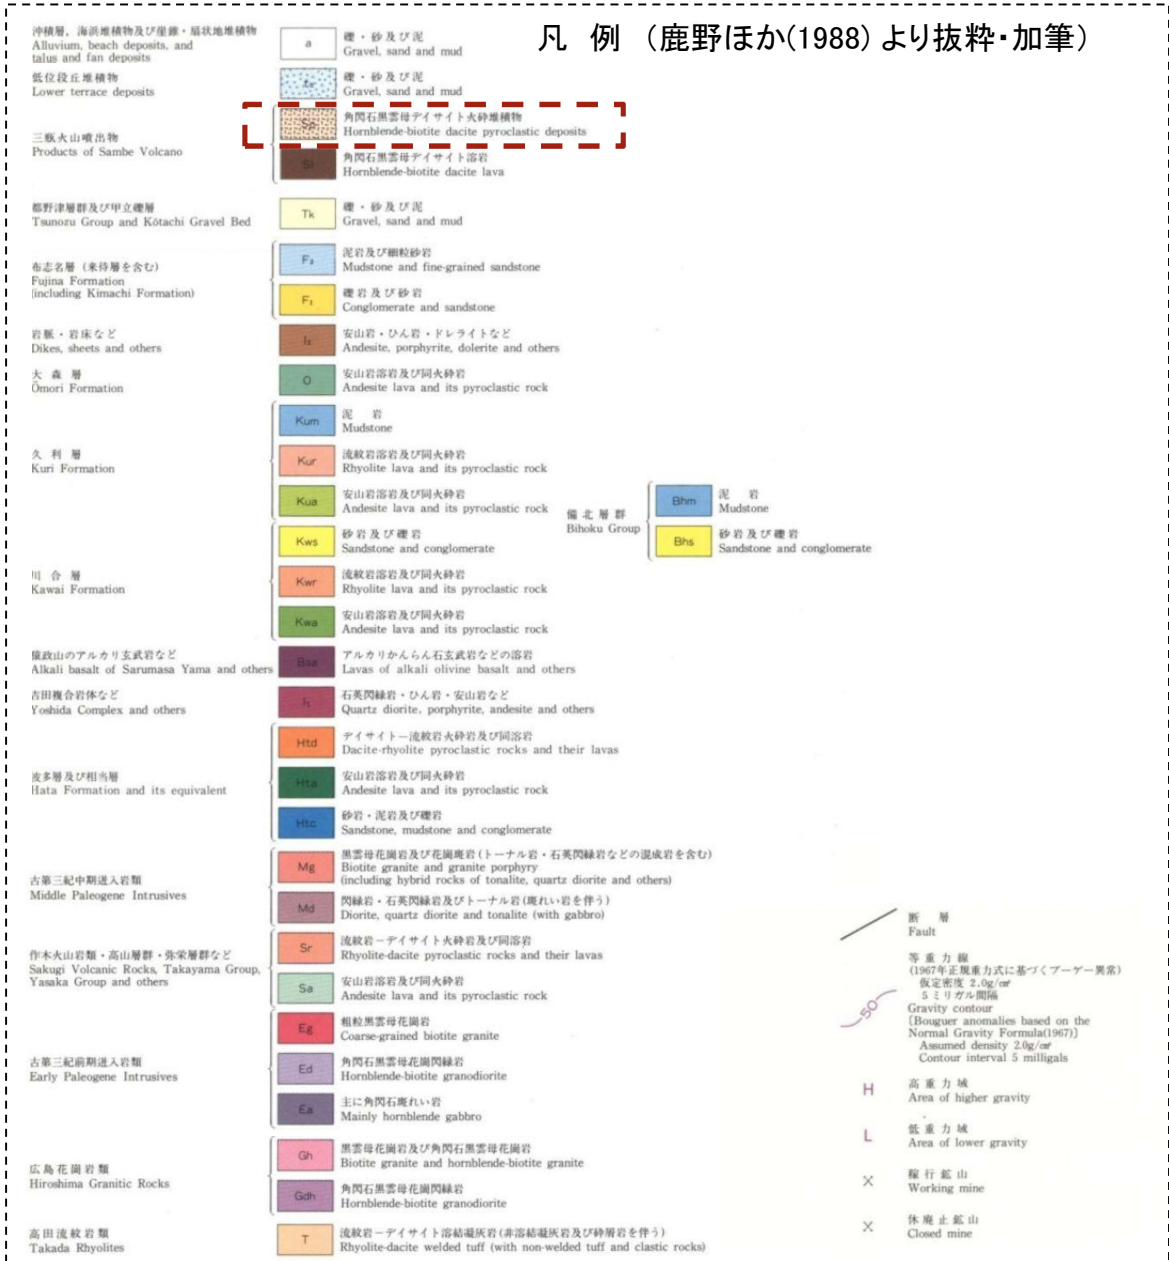 凡 例 (鹿野ほか(1988)より抜粋・加筆)
沖積層，海浜堆積物及び崖錐・扇状地堆積物
Alluvium, beach deposits, and
talus and fan deposits
a
礫・砂及び泥
Gravel, sand and mud
低位段丘堆積物
Lower terrace deposits
礫・砂及び泥
Gravel, sand and mud
三瓶火山噴出物
Products of Sambe Volcano
Sp
角閃石黒雲母デイサイト火砕堆積物
Hornblende-biotite dacite pyroclastic deposits
Sl
角閃石黒雲母デイサイト溶岩
Hornblende-biotite dacite lava
都野津層群及び甲立礫層
Tsunozu Group and Kōtachi Gravel Bed
Tk
礫・砂及び泥
Gravel, sand and mud
布志名層 (来待層を含む)
Fujina Formation
(including Kimachi Formation)
F₂
泥岩及び細粒砂岩
Mudstone and fine-grained sandstone
F₁
礫岩及び砂岩
Conglomerate and sandstone
岩脈・岩床など
Dikes, sheets and others
I₂
安山岩・ひん岩・ドレライトなど
Andesite, porphyrite, dolerite and others
大 森 層
Ōmori Formation
O
安山岩溶岩及び同火砕岩
Andesite lava and its pyroclastic rock
久 利 層
Kuri Formation
Kum
泥 岩
Mudstone
Kur
流紋岩溶岩及び同火砕岩
Rhyolite lava and its pyroclastic rock
Kua
安山岩溶岩及び同火砕岩
Andesite lava and its pyroclastic rock
備 北 層 群
Bihoku Group
Bhm
泥 岩
Mudstone
Bhs
砂岩及び礫岩
Sandstone and conglomerate
川 合 層
Kawai Formation
Kws
砂岩及び礫岩
Sandstone and conglomerate
Kwr
流紋岩溶岩及び同火砕岩
Rhyolite lava and its pyroclastic rock
Kwa
安山岩溶岩及び同火砕岩
Andesite lava and its pyroclastic rock
猿政山のアルカリ玄武岩など
Alkali basalt of Sarumasa Yama and others
Bsa
アルカリかんらん石玄武岩などの溶岩
Lavas of alkali olivine basalt and others
吉田複合岩体など
Yoshida Complex and others
I₁
石英閃緑岩・ひん岩・安山岩など
Quartz diorite, porphyrite, andesite and others
波多層及び相当層
Hata Formation and its equivalent
Htd
デイサイト－流紋岩火砕岩及び同溶岩
Dacite-rhyolite pyroclastic rocks and their lavas
Hta
安山岩溶岩及び同火砕岩
Andesite lava and its pyroclastic rock
Htc
砂岩・泥岩及び礫岩
Sandstone, mudstone and conglomerate
古第三紀中期迸入岩類
Middle Paleogene Intrusives
Mg
黒雲母花崗岩及び花崗斑岩(トーナル岩・石英閃緑岩などの混成岩を含む)
Biotite granite and granite porphyry
(including hybrid rocks of tonalite, quartz diorite and others)
Md
閃緑岩・石英閃緑岩及びトーナル岩(斑れい岩を伴う)
Diorite, quartz diorite and tonalite (with gabbro)
作木火山岩類・高山層群・弥栄層群など
Sakugi Volcanic Rocks, Takayama Group,
Yasaka Group and others
Sr
流紋岩－デイサイト火砕岩及び同溶岩
Rhyolite-dacite pyroclastic rocks and their lavas
Sa
安山岩溶岩及び同火砕岩
Andesite lava and its pyroclastic rock
古第三紀前期迸入岩類
Early Paleogene Intrusives
Eg
粗粒黒雲母花崗岩
Coarse-grained biotite granite
Ed
角閃石黒雲母花崗閃緑岩
Hornblende-biotite granodiorite
Ea
主に角閃石斑れい岩
Mainly hornblende gabbro
広島花崗岩類
Hiroshima Granitic Rocks
Gh
黒雲母花崗岩及び角閃石黒雲母花崗岩
Biotite granite and hornblende-biotite granite
Gdh
角閃石黒雲母花崗閃緑岩
Hornblende-biotite granodiorite
高田流紋岩類
Takada Rhyolites
T
流紋岩－デイサイト溶結凝灰岩(非溶結凝灰岩及び砕屑岩を伴う)
Rhyolite-dacite welded tuff (with non-welded tuff and clastic rocks)
断 層
Fault
等重力線
(1967年正規重力式に基づくブーゲー異常)
仮定密度 2.0g/㎤
5ミリガル間隔
50
Gravity contour
[Bouguer anomalies based on the
Normal Gravity Formula(1967)]
Assumed density 2.0g/㎤
Contour interval 5 milligals
H
高重力域
Area of higher gravity
L
低重力域
Area of lower gravity
X
稼行鉱山
Working mine
X
休廃止鉱山
Closed mine